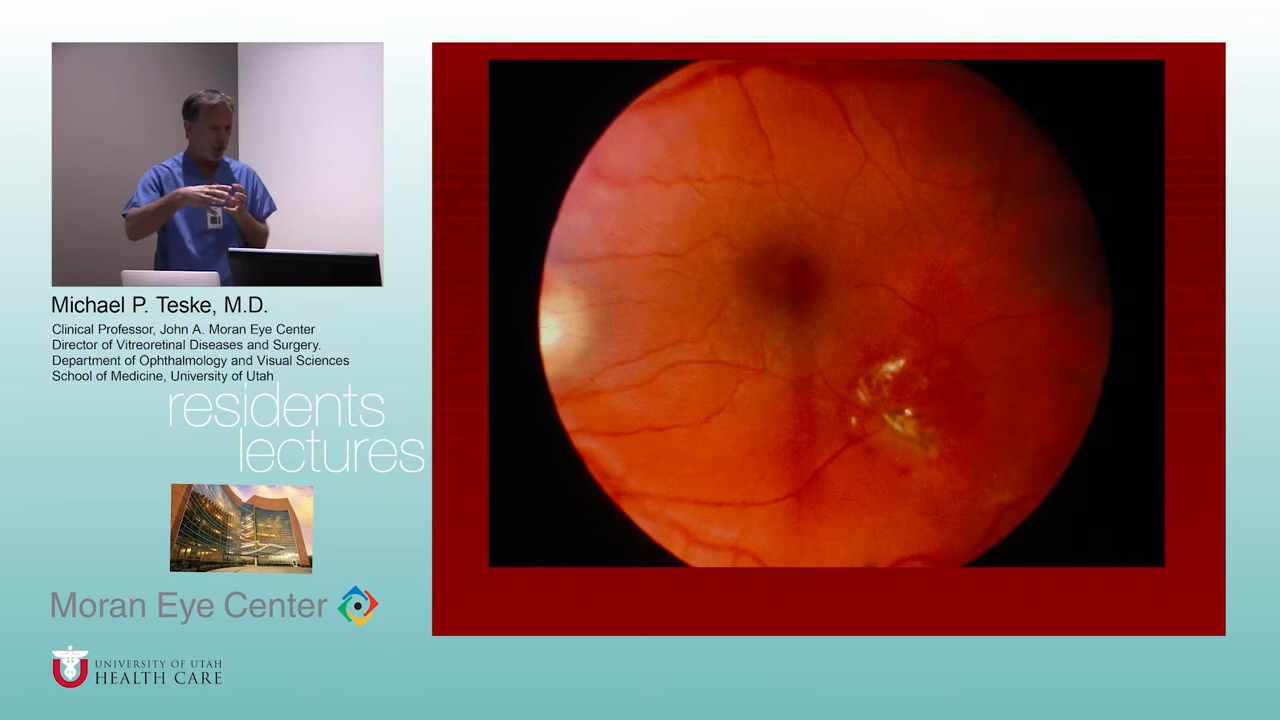 Michael P. Teske, M.D.
Clinical Professor, John A. Moran Eye Center
Director of Vitreoretinal Diseases and Surgery.
Department of Ophthalmology and Visual Sciences
School of Medicine, University of Utah
residents
lectures
Moran Eye Center
UNIVERSITY OF UTAH
HEALTH CARE